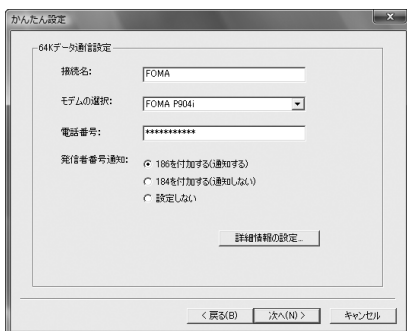 かんたん設定
64Kデータ通信設定
接続名: FOMA
モデムの選択: FOMA P904i
電話番号: ***********
発信者番号通知: 186を付加する(通知する)
184を付加する(通知しない)
設定しない
詳細情報の設定...
< 戻る(B) 次へ(N) > キャンセル